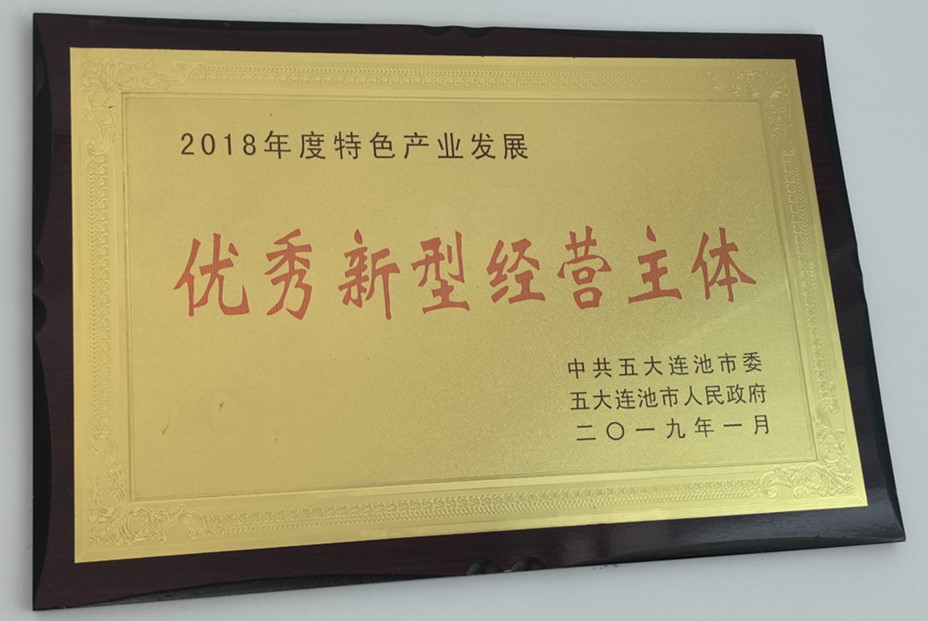 2018年度特色产业发展
优秀新型经营主体
中共五大连池市委
五大连池市人民政府
二〇一九年一月